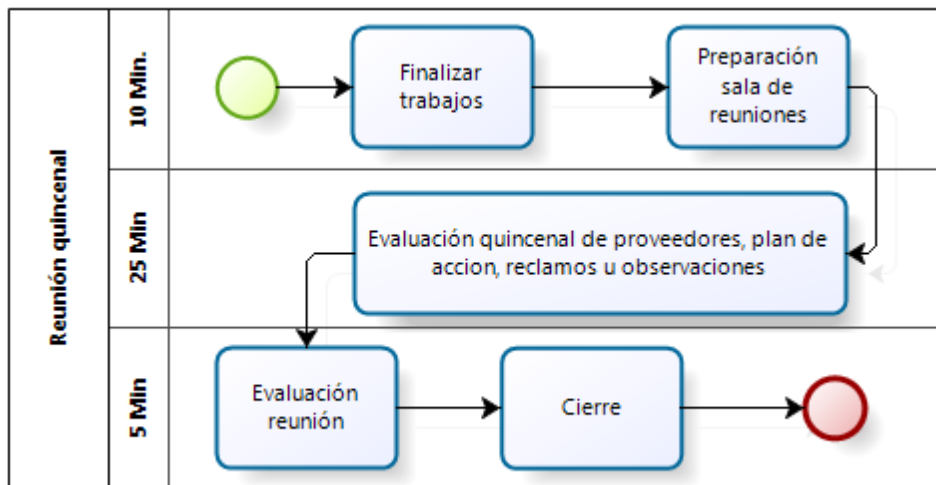 Reunión quincenal
10 Min.
Finalizar
trabajos
Preparación
sala de
reuniones
25 Min
Evaluación quincenal de proveedores, plan de
accion, reclamos u observaciones
5 Min
Evaluación
reunión
Cierre